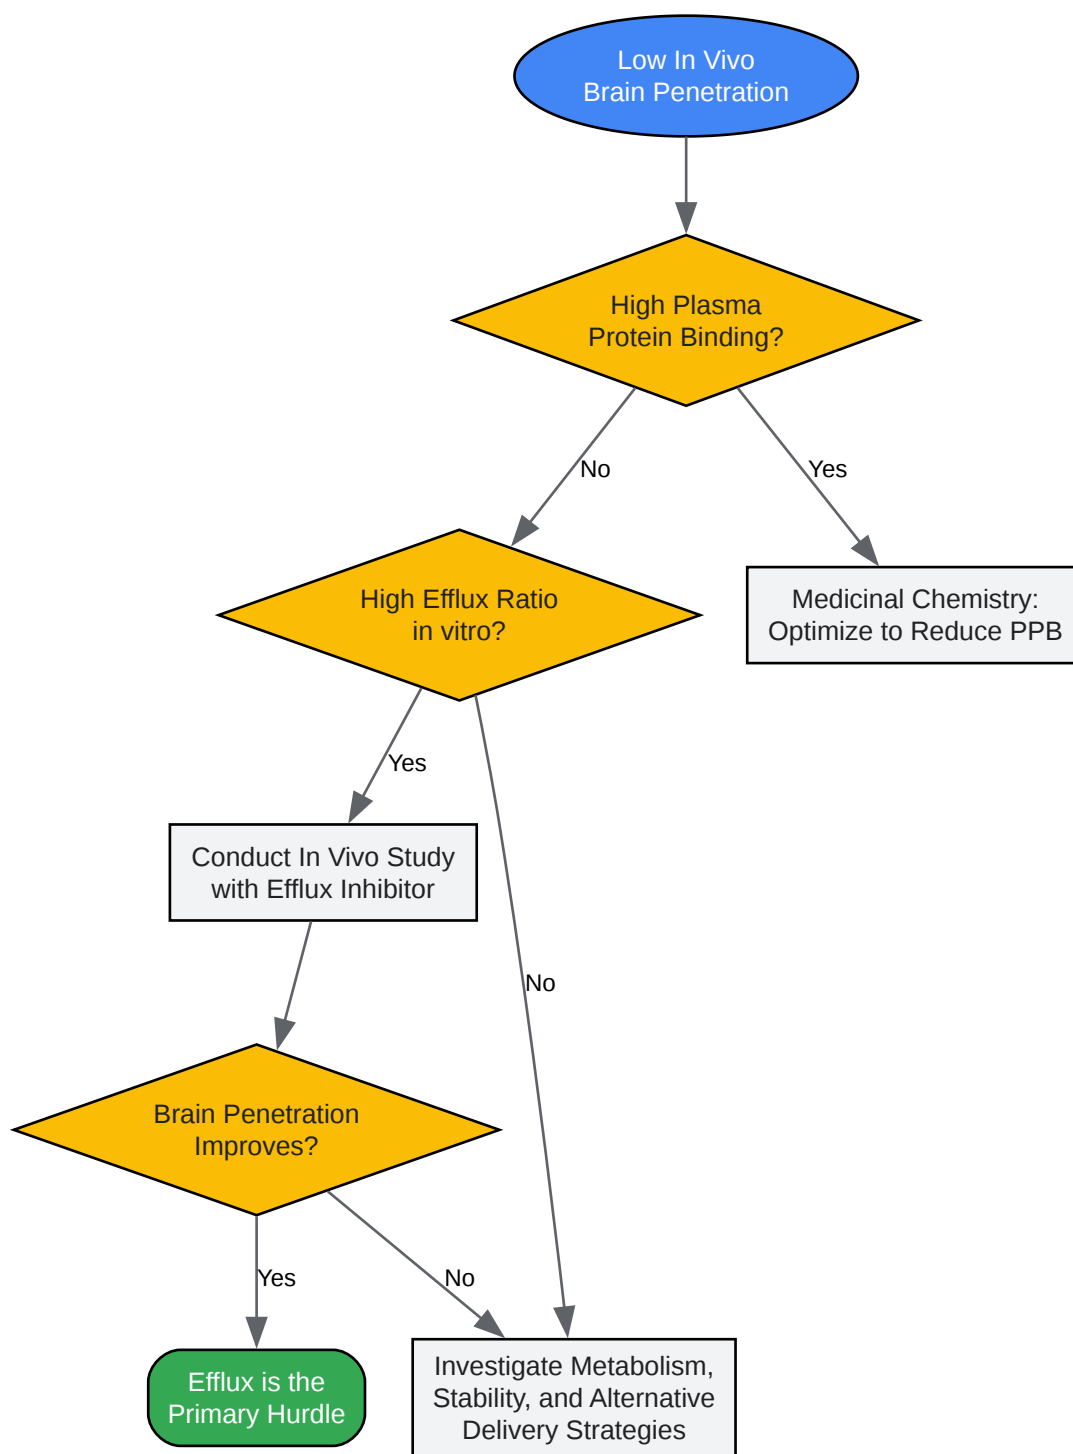 Low In Vivo
Brain Penetration
High Plasma
Protein Binding?
No
Yes
High Efflux Ratio
in vitro?
Medicinal Chemistry:
Optimize to Reduce PPB
Yes
Conduct In Vivo Study
with Efflux Inhibitor
No
Brain Penetration
Improves?
Yes
No
Efflux is the
Primary Hurdle
Investigate Metabolism,
Stability, and Alternative
Delivery Strategies